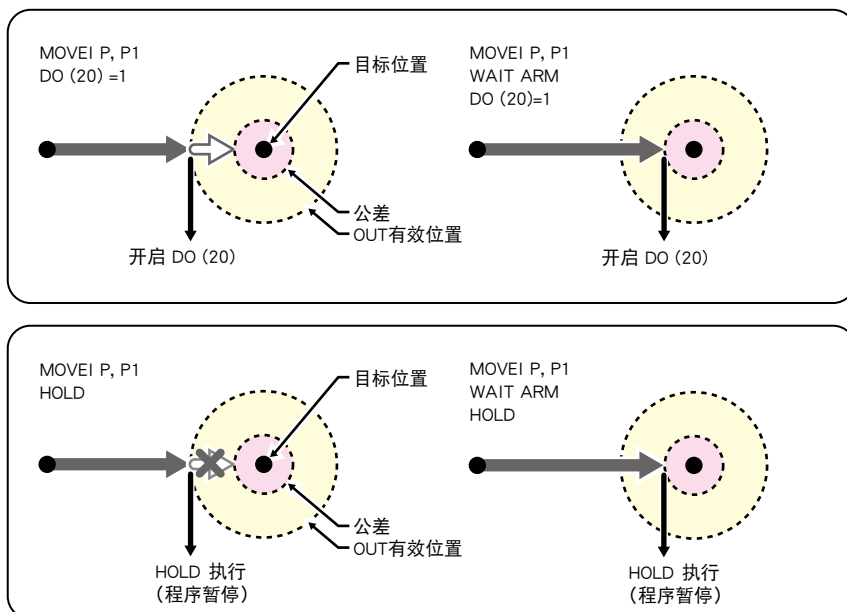 MOVEI P, P1
DO (20) =1
目标位置
公差
OUT有效位置
开启 DO (20)
MOVEI P, P1
WAIT ARM
DO (20)=1
开启 DO (20)
MOVEI P, P1
HOLD
目标位置
公差
OUT有效位置
HOLD 执行
（程序暂停）
MOVEI P, P1
WAIT ARM
HOLD
HOLD 执行
（程序暂停）